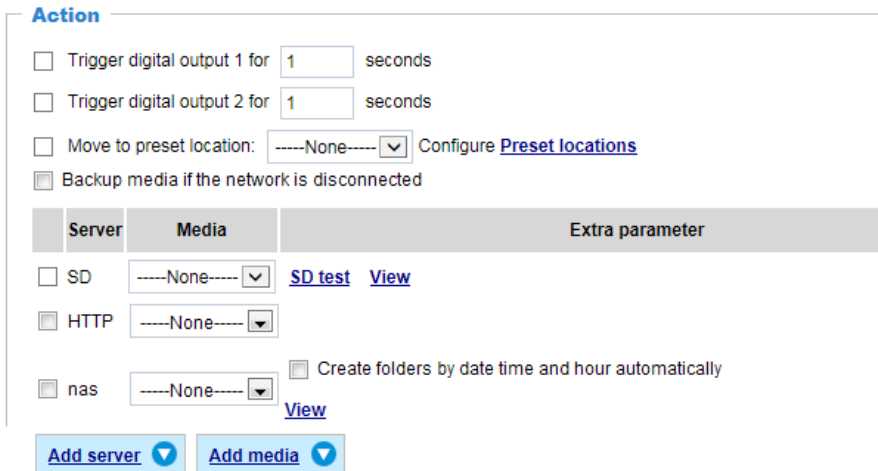 Action
Trigger digital output 1 for 1 seconds
Trigger digital output 2 for 1 seconds
Move to preset location: -----None----- Configure Preset locations
Backup media if the network is disconnected
Server Media Extra parameter
SD -----None----- SD test View
HTTP -----None-----
Create folders by date time and hour automatically
nas -----None-----
View
Add server Add media